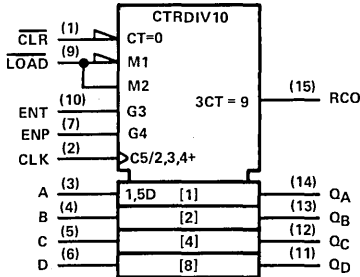 CTRDIV10
CLR (1) CT=0
LOAD (9) M1
M2
(15)
3CT = 9 RCO
ENT (10) G3
ENP (7) G4
CLK (2) C5/2,3,4+
A (3) 1,5D [1] (14) QA
B (4) [2] (13) QB
C (5) [4] (12) QC
D (6) [8] (11) QD